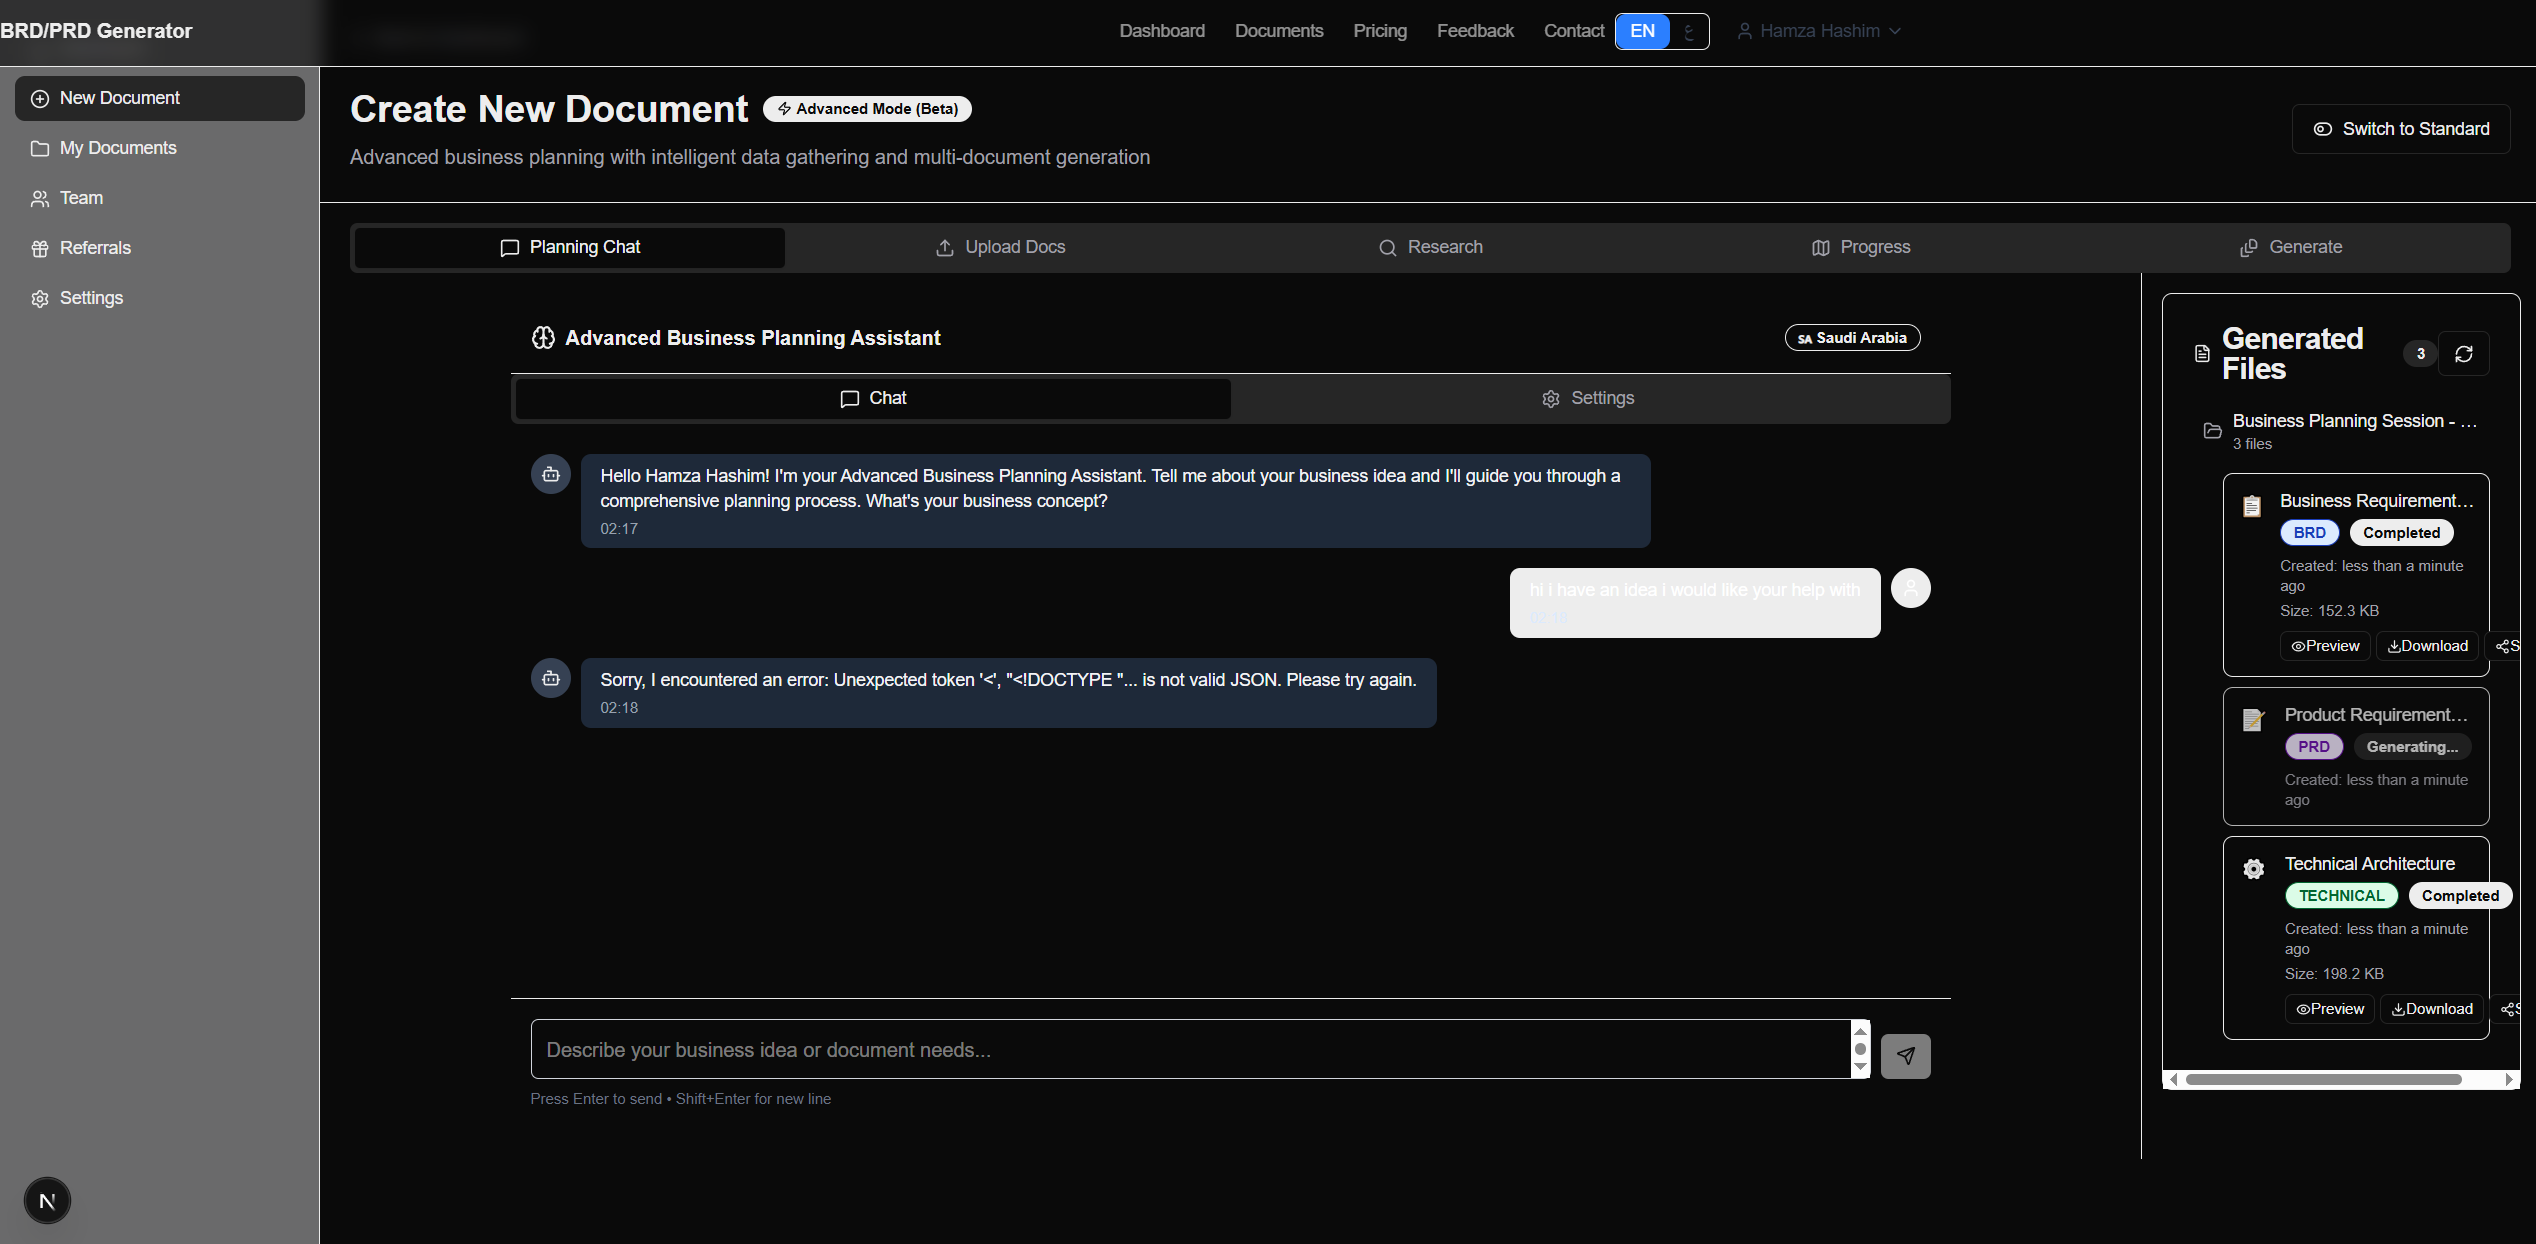 BRD/PRD Generator
Dashboard
Documents
Pricing
Feedback
Contact
EN
ع
Hamza Hashim
New Document
My Documents
Team
Referrals
Settings
Create New Document
Advanced Mode (Beta)
Advanced business planning with intelligent data gathering and multi-document generation
Switch to Standard
Planning Chat
Upload Docs
Research
Progress
Generate
Advanced Business Planning Assistant
SA Saudi Arabia
Chat
Settings
Hello Hamza Hashim! I'm your Advanced Business Planning Assistant. Tell me about your business idea and I'll guide you through a
comprehensive planning process. What's your business concept?
02:17
hi i have an idea i would like your help with
02:18
Sorry, I encountered an error: Unexpected token '<', "<!DOCTYPE "... is not valid JSON. Please try again.
02:18
Describe your business idea or document needs...
Press Enter to send • Shift+Enter for new line
Generated
Files
3
Business Planning Session - ...
3 files
Business Requirement...
BRD
Completed
Created: less than a minute
ago
Size: 152.3 KB
Preview
Download
S
Product Requirement...
PRD
Generating...
Created: less than a minute
ago
Technical Architecture
TECHNICAL
Completed
Created: less than a minute
ago
Size: 198.2 KB
Preview
Download
S
N